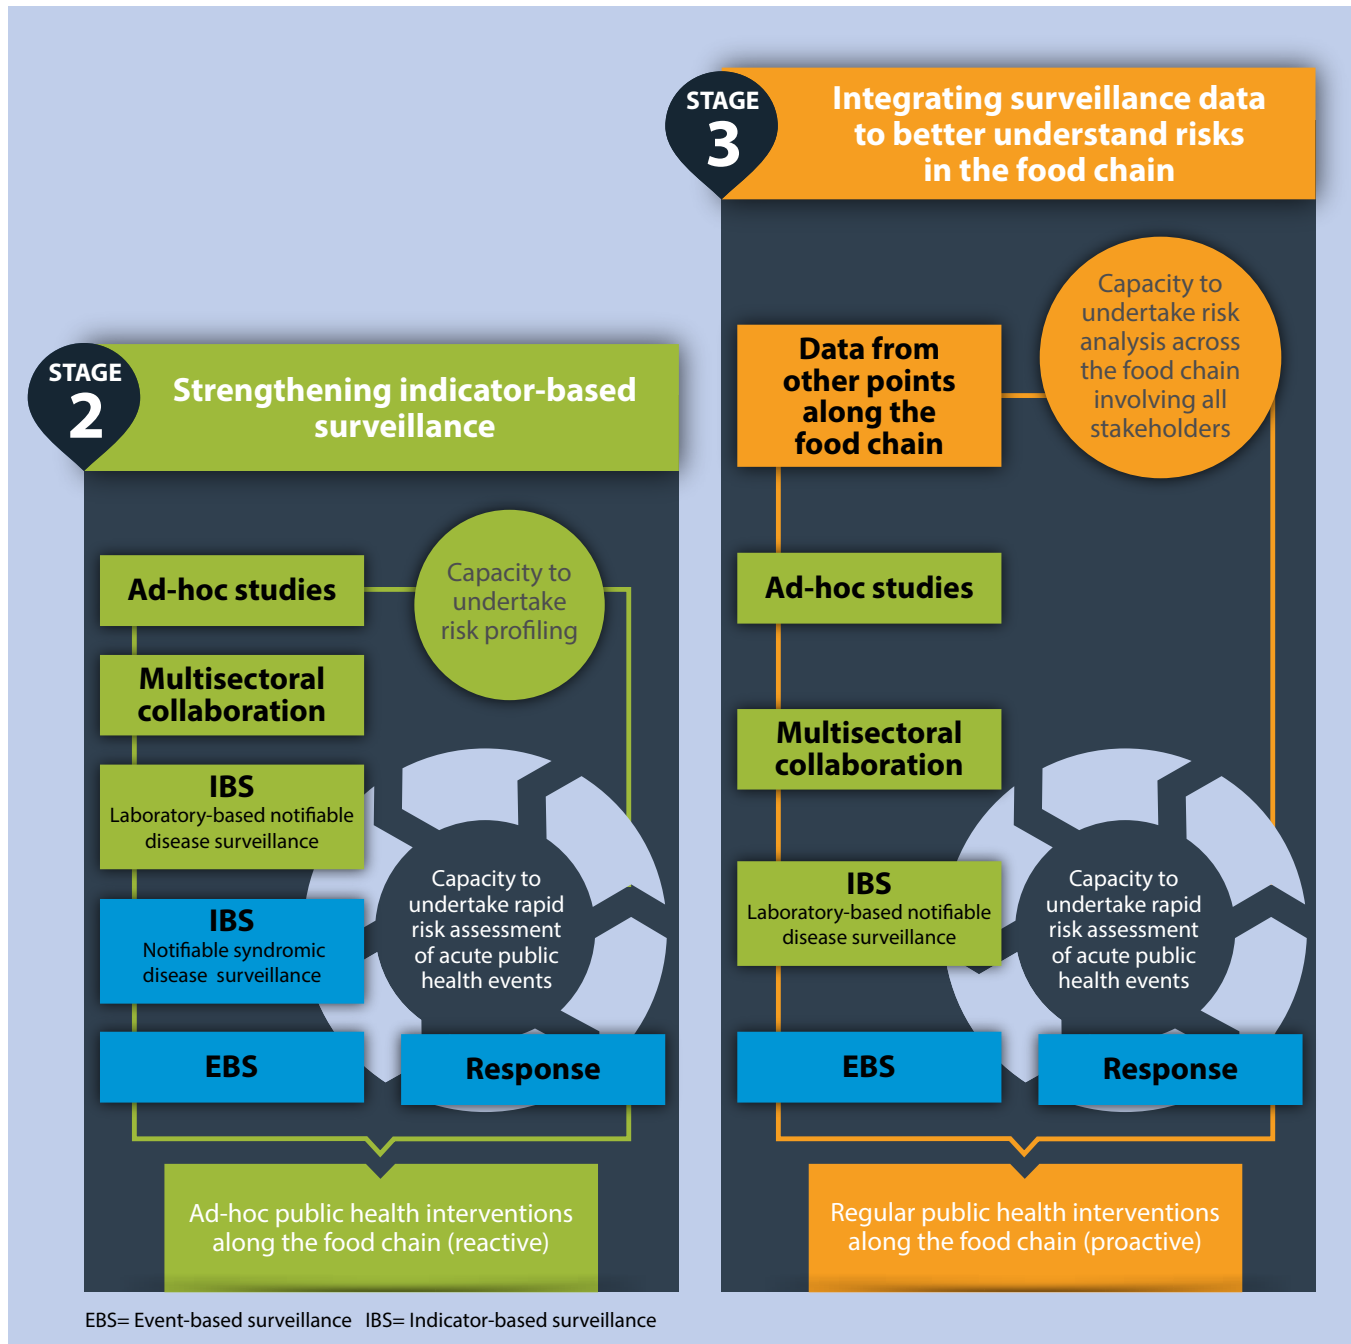 STAGE
2
Strengthening indicator-based
surveillance
Ad-hoc studies
Capacity to
undertake
risk profiling
Multisectoral
collaboration
IBS
Laboratory-based notifiable
disease surveillance
IBS
Notifiable syndromic
disease surveillance
Capacity to
undertake rapid
risk assessment
of acute public
health events
EBS
Response
Ad-hoc public health interventions
along the food chain (reactive)
STAGE
3
Integrating surveillance data
to better understand risks
in the food chain
Data from
other points
along the
food chain
Capacity to
undertake risk
analysis across
the food chain
involving all
stakeholders
Ad-hoc studies
Multisectoral
collaboration
IBS
Laboratory-based notifiable
disease surveillance
Capacity to
undertake rapid
risk assessment
of acute public
health events
EBS
Response
Regular public health interventions
along the food chain (proactive)
EBS= Event-based surveillance IBS= Indicator-based surveillance